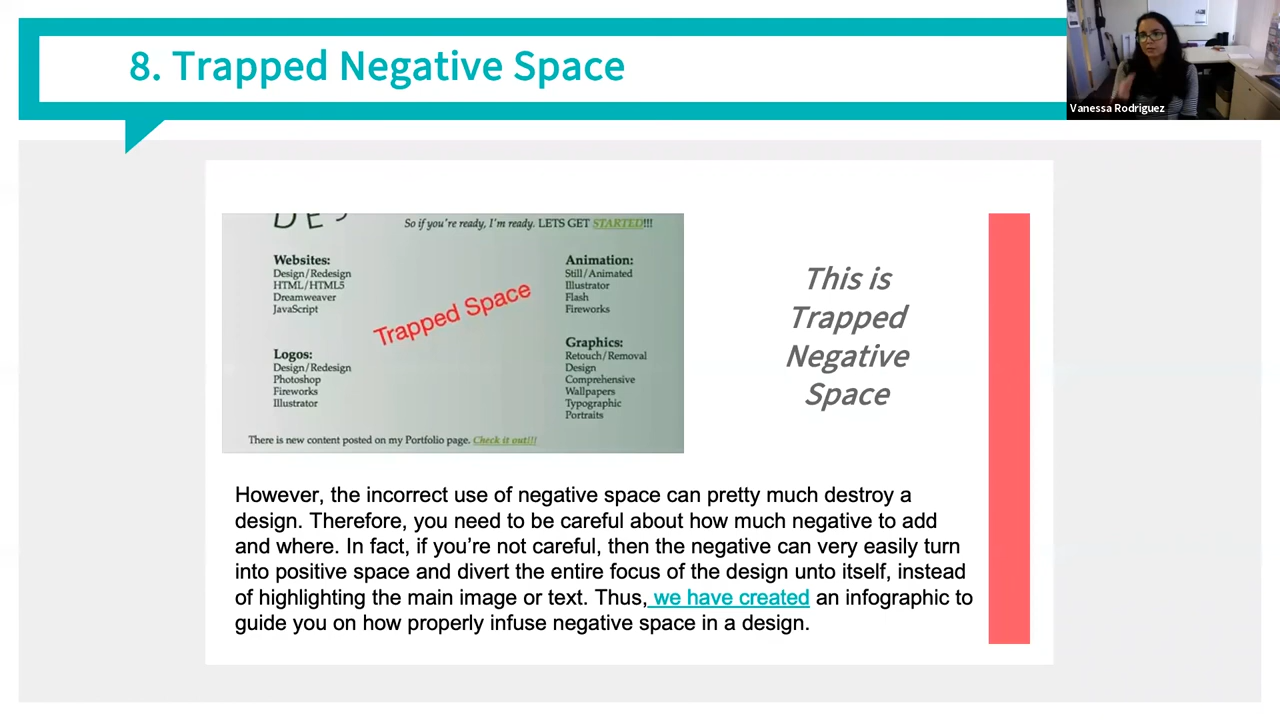 8. Trapped Negative Space
Vanessa Rodriguez
So if you're ready, I'm ready. LETS GET STARTED!!!
Websites:
Design/Redesign
HTML/HTML5
Dreamweaver
JavaScript
Logos:
Design/Redesign
Photoshop
Fireworks
Illustrator
Trapped Space
Animation:
Still/Animated
Illustrator
Flash
Fireworks
Graphics:
Retouch/Removal
Design
Comprehensive
Wallpapers
Typographic
Portraits
There is new content posted on my Portfolio page. Check it out!!!
This is
Trapped
Negative
Space
However, the incorrect use of negative space can pretty much destroy a
design. Therefore, you need to be careful about how much negative to add
and where. In fact, if you’re not careful, then the negative can very easily turn
into positive space and divert the entire focus of the design unto itself, instead
of highlighting the main image or text. Thus, we have created an infographic to
guide you on how properly infuse negative space in a design.